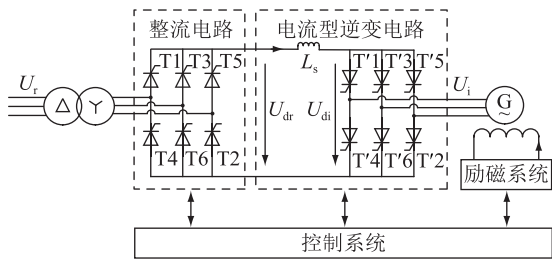 整流电路
电流型逆变电路
T1 T3 T5
T′1 T′3 T′5
Ur
Ls
Ui
Δ
Y
Udr
Udi
G
~
T4 T6 T2
T′4 T′6 T′2
励磁系统
控制系统